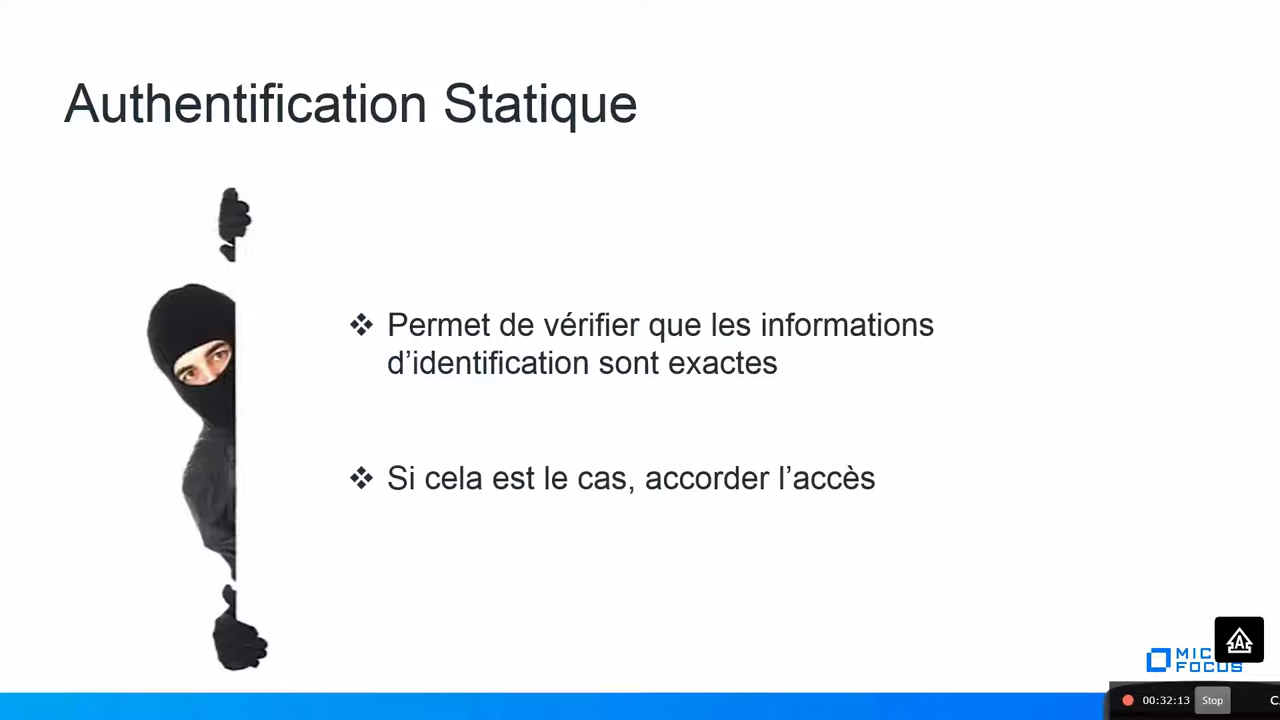 Authentification Statique
❖ Permet de vérifier que les informations
d’identification sont exactes
❖ Si cela est le cas, accorder l’accès
FOCUS
00:32:13 Stop